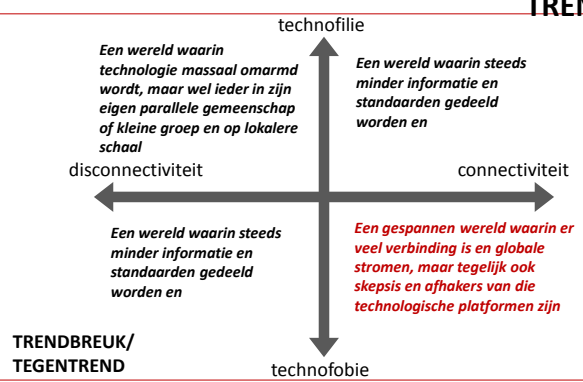 TREN
technofilie
Een wereld waarin
technologie massaal omarmd
wordt, maar wel ieder in zijn
eigen parallele gemeenschap
of kleine groep en op lokalere
schaal
Een wereld waarin steeds
minder informatie en
standaarden gedeeld
worden en
disconnectiviteit
connectiviteit
Een wereld waarin steeds
minder informatie en
standaarden gedeeld
worden en
Een gespannen wereld waarin er
veel verbinding is en globale
stromen, maar tegelijk ook
skepsis en afhakers van die
technologische platformen zijn
TRENDBREUK/
TEGENTREND
technofobie